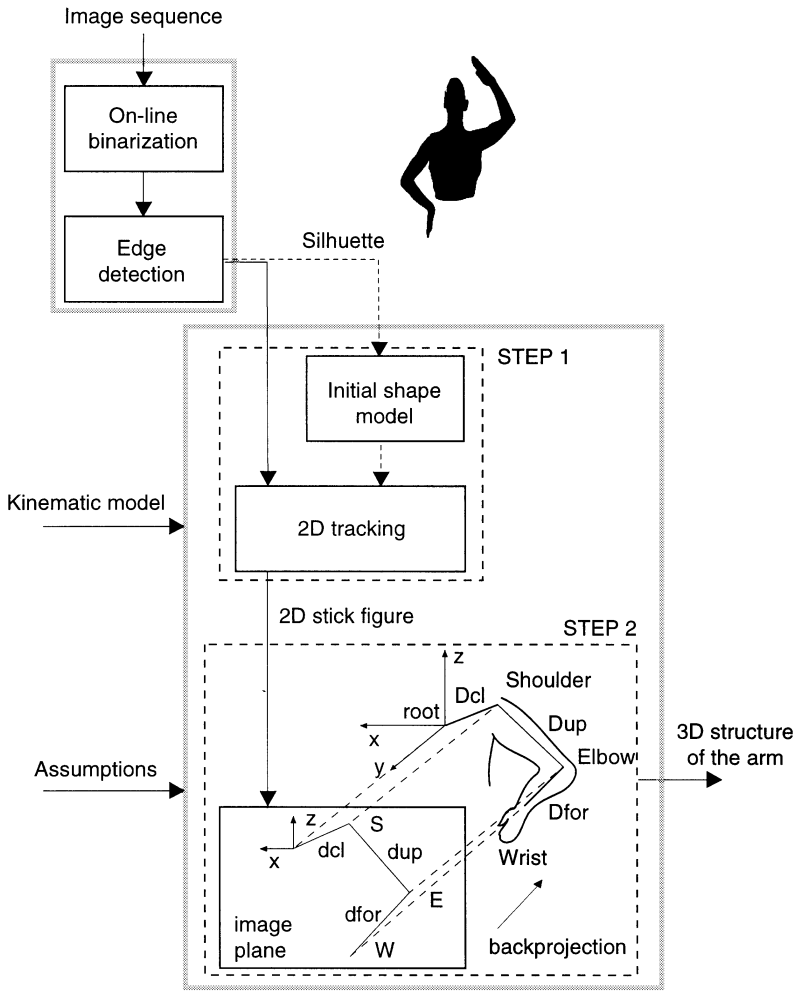 Image sequence
On-line
binarization
Edge
detection
Silhuette
STEP 1
Initial shape
model
Kinematic model
2D tracking
2D stick figure
STEP 2
z
Dcl
Shoulder
root
x
Dup
y
Elbow
3D structure
of the arm
Assumptions
Dfor
z
S
x
dcl
dup
Wrist
E
dfor
image
plane
W
backprojection